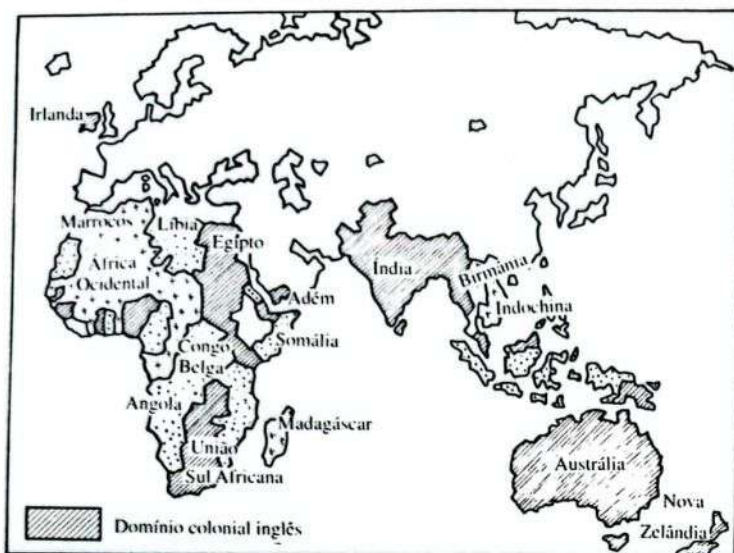 Irlanda
Marrocos
Líbia
Egípto
África
Ocidental
Adém
Somália
Congo
Belga
Angola
Madagáscar
União
Sul Africana
Índia
Birmânia
Indochina
Austrália
Nova
Zelândia
Domínio colonial inglês